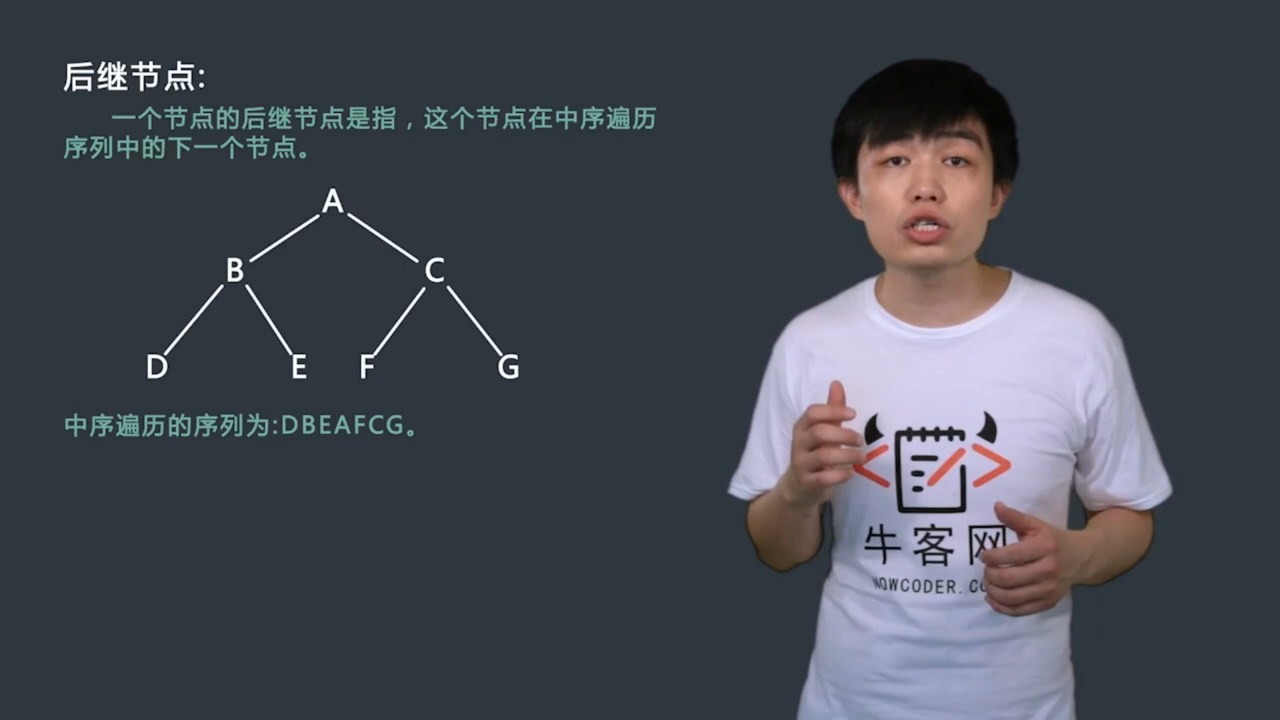 后继节点:
一个节点的后继节点是指，这个节点在中序遍历
序列中的下一个节点。
A
B C
D E F G
中序遍历的序列为:DBEAFCG。
牛客网
NOWCODER.CO